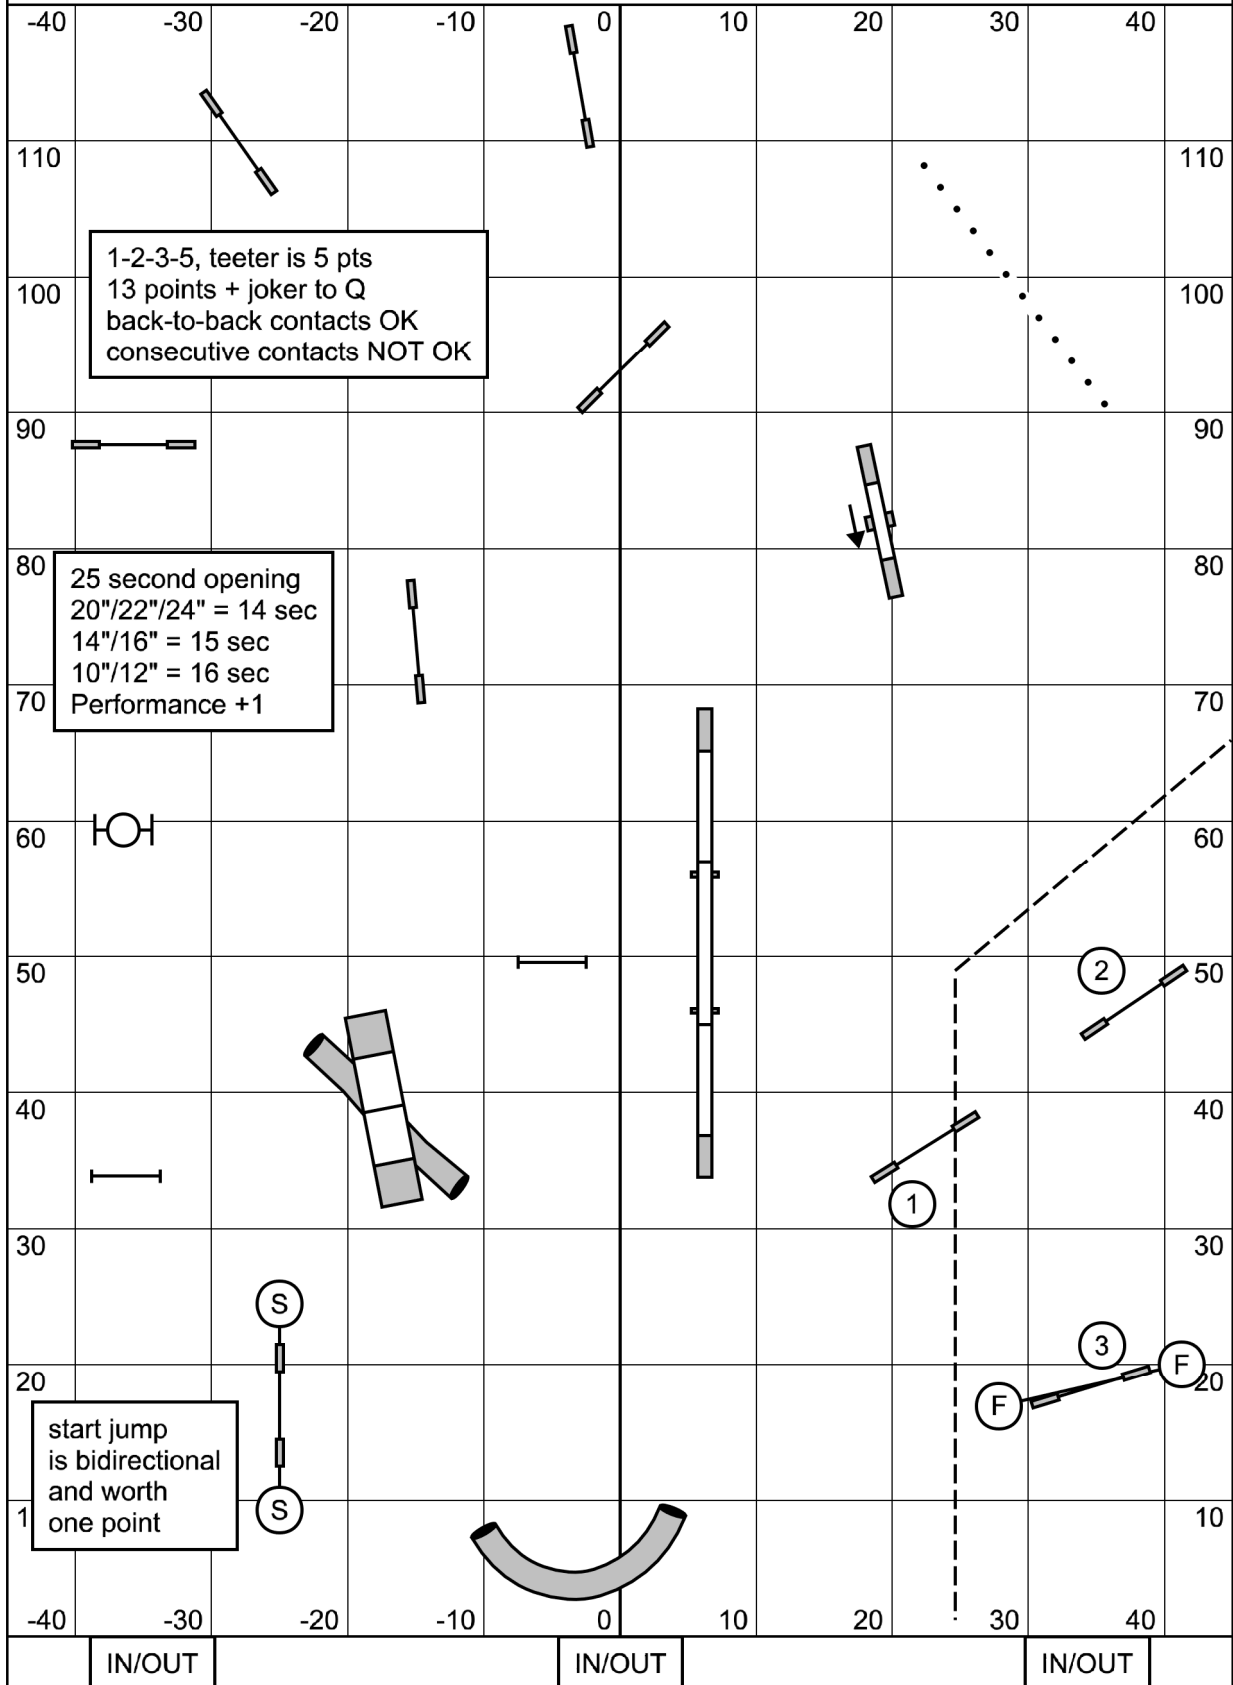 -40 -30 -20 -10 0 10 20 30 40
110 110
1-2-3-5, teeter is 5 pts
13 points + joker to Q
back-to-back contacts OK
consecutive contacts NOT OK
100 100
90 90
80 80
25 second opening
20"/22"/24" = 14 sec
14"/16" = 15 sec
10"/12" = 16 sec
Performance +1
70 70
60 60
50 2 50
40 40
1
30 30
S
3
F F
20 20
start jump
is bidirectional
and worth
one point
S
1 10
-40 -30 -20 -10 0 10 20 30 40
IN/OUT IN/OUT IN/OUT